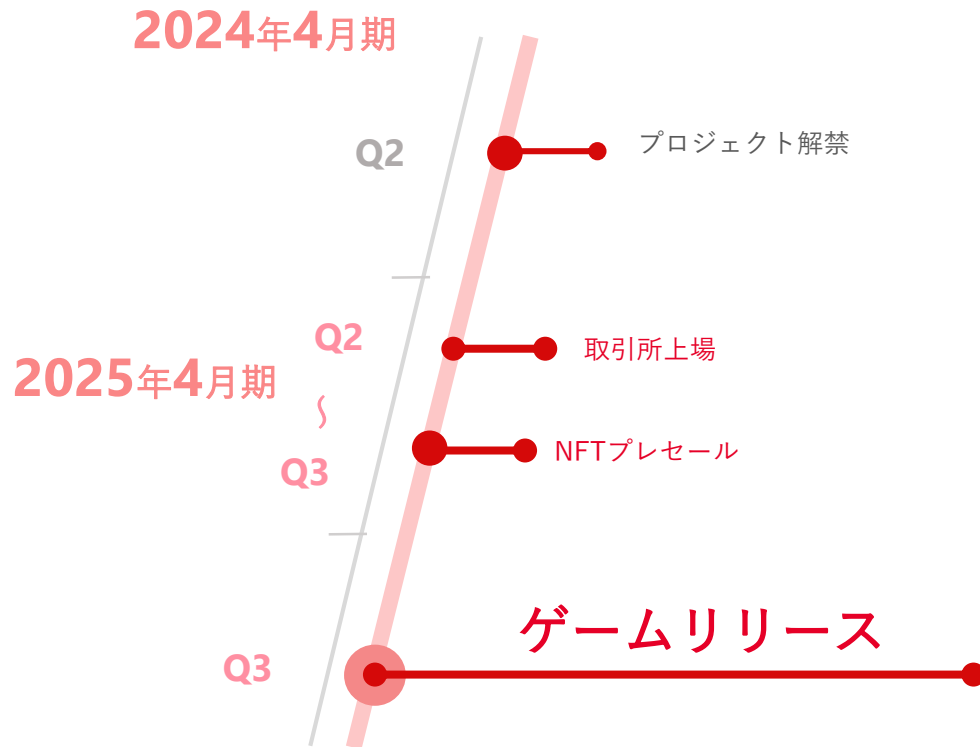 2024年4月期
Q2
プロジェクト解禁
Q2
取引所上場
2025年4月期
～
NFTプレセール
Q3
ゲームリリース
Q3